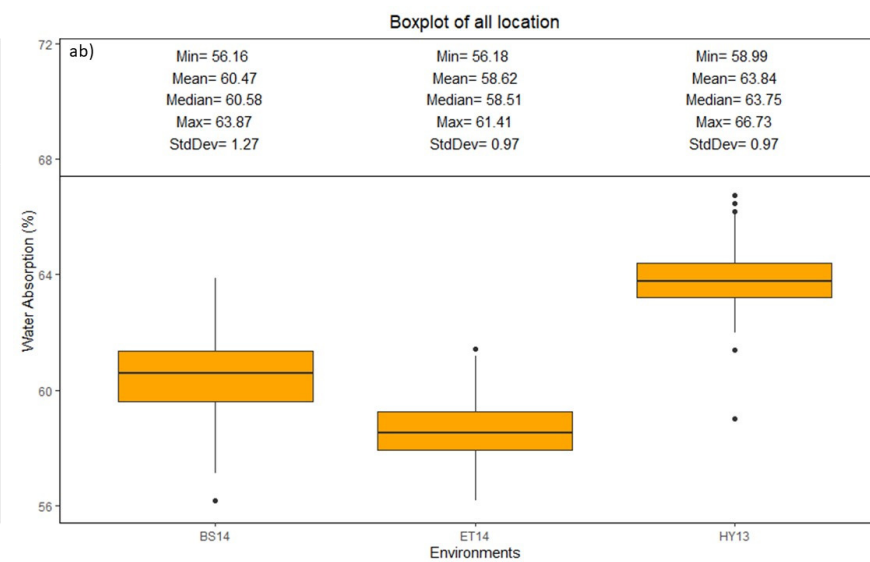 Boxplot of all location
ab)
Min= 56.16
Mean= 60.47
Median= 60.58
Max= 63.87
StdDev= 1.27
Min= 56.18
Mean= 58.62
Median= 58.51
Max= 61.41
StdDev= 0.97
Min= 58.99
Mean= 63.84
Median= 63.75
Max= 66.73
StdDev= 0.97
Water Absorption (%)
72
68
64
60
56
BS14
ET14
HY13
Environments